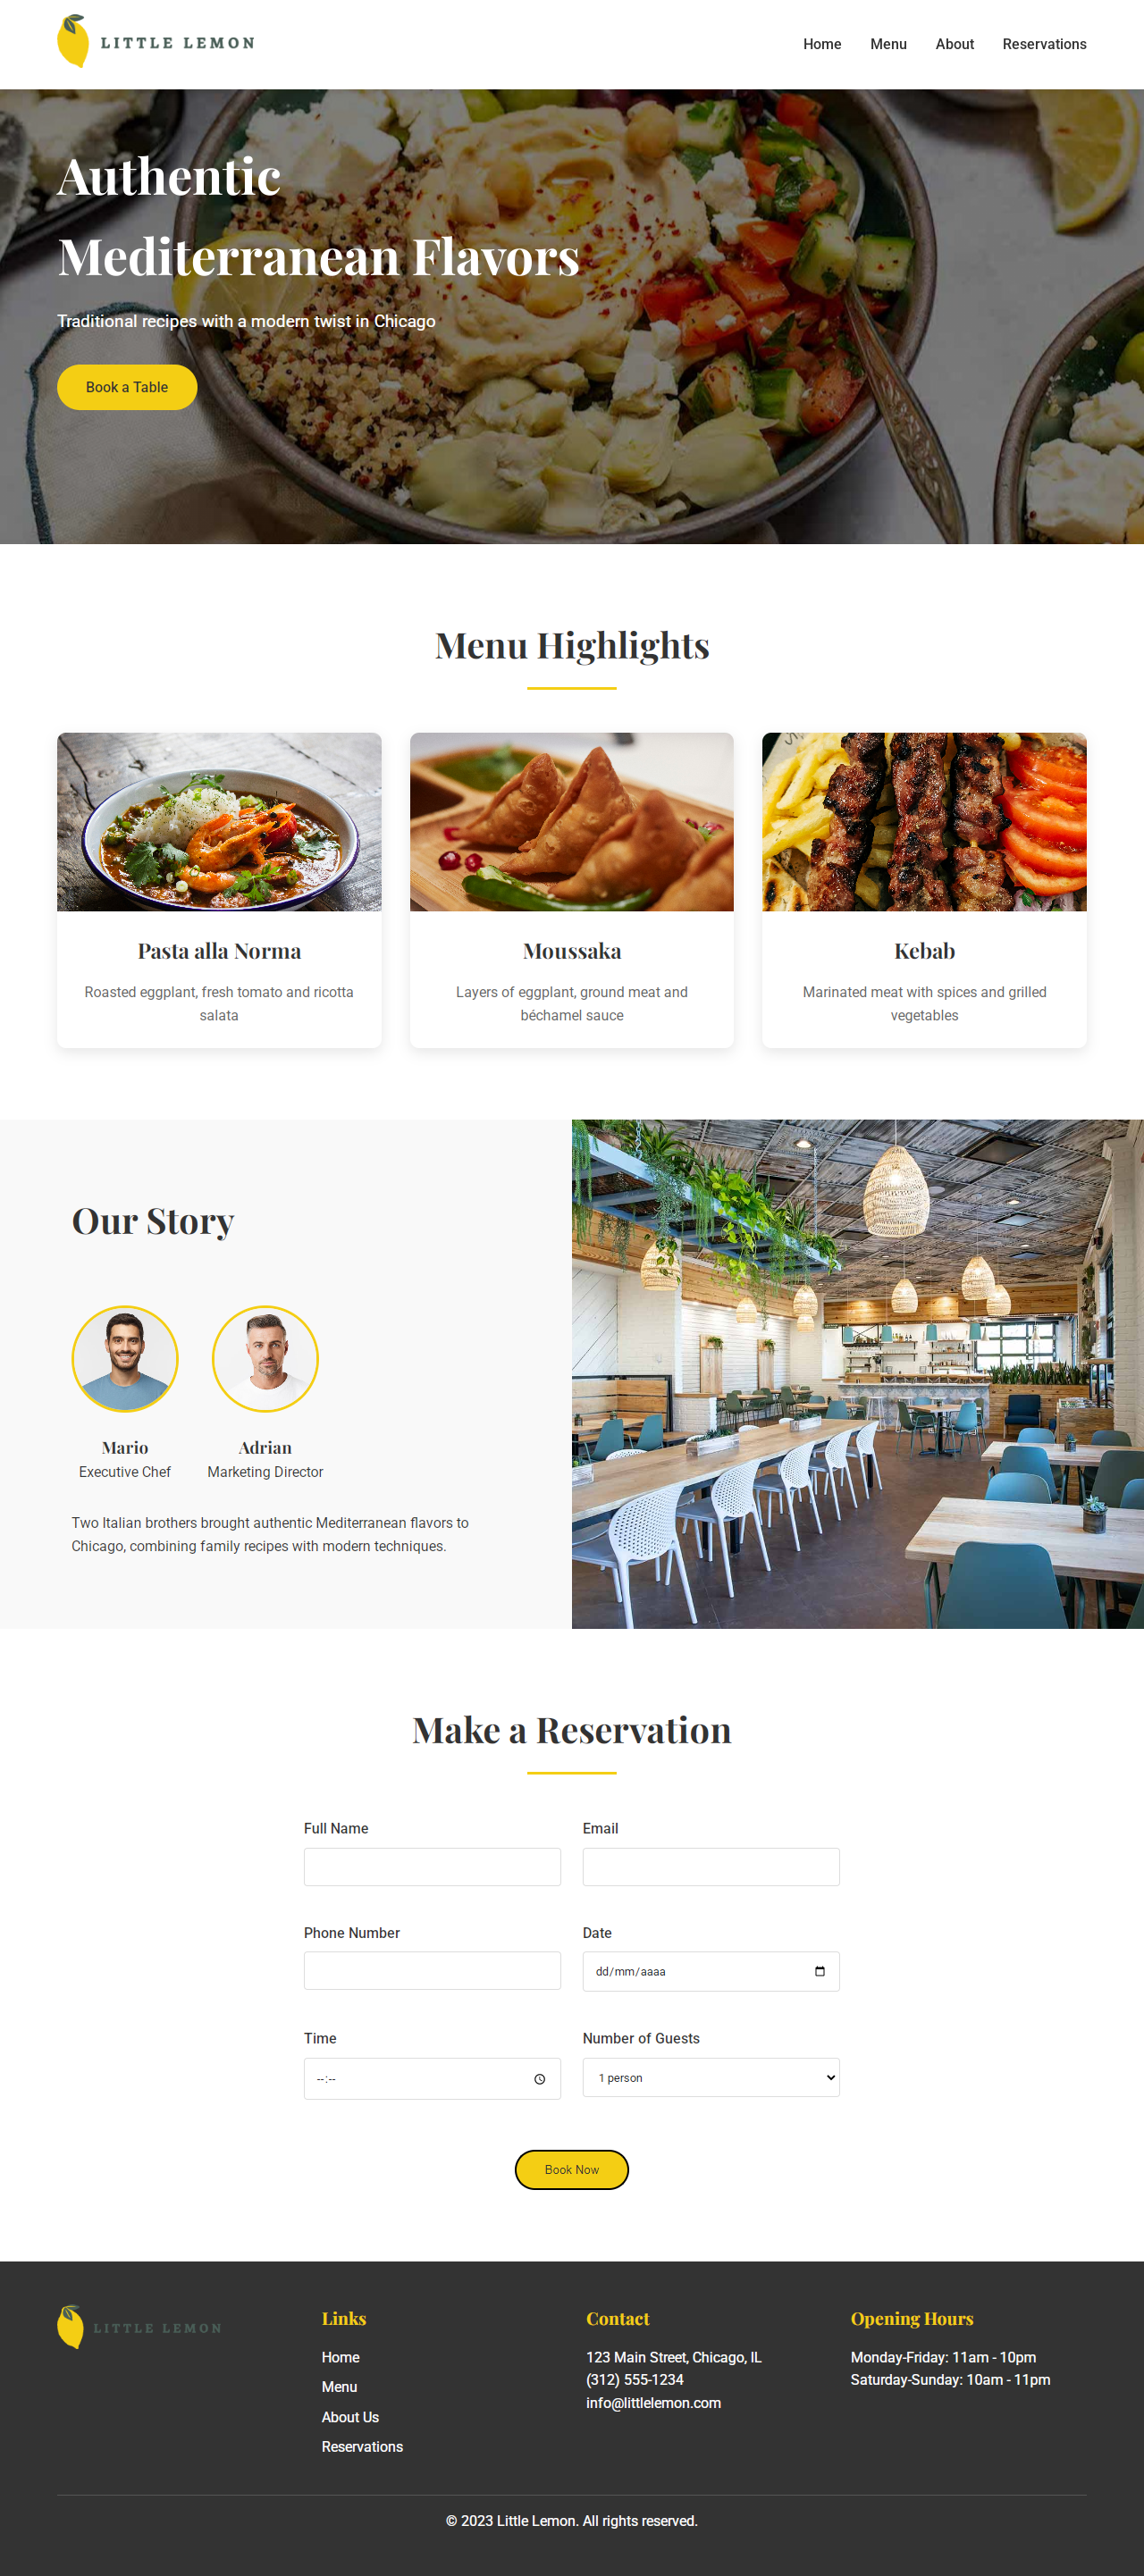 LITTLE LEMON
Home Menu About Reservations
Authentic
Mediterranean Flavors
Traditional recipes with a modern twist in Chicago
Book a Table
Menu Highlights
Pasta alla Norma
Roasted eggplant, fresh tomato and ricotta
salata
Moussaka
Layers of eggplant, ground meat and
béchamel sauce
Kebab
Marinated meat with spices and grilled
vegetables
Our Story
Mario
Executive Chef
Adrian
Marketing Director
Two Italian brothers brought authentic Mediterranean flavors to
Chicago, combining family recipes with modern techniques.
Make a Reservation
Full Name
Email
Phone Number
Date
dd/mm/aaaa
Time
--:--
Number of Guests
1 person
Book Now
LITTLE LEMON
Links
Home
Menu
About Us
Reservations
Contact
123 Main Street, Chicago, IL
(312) 555-1234
info@littlelemon.com
Opening Hours
Monday-Friday: 11am - 10pm
Saturday-Sunday: 10am - 11pm
© 2023 Little Lemon. All rights reserved.